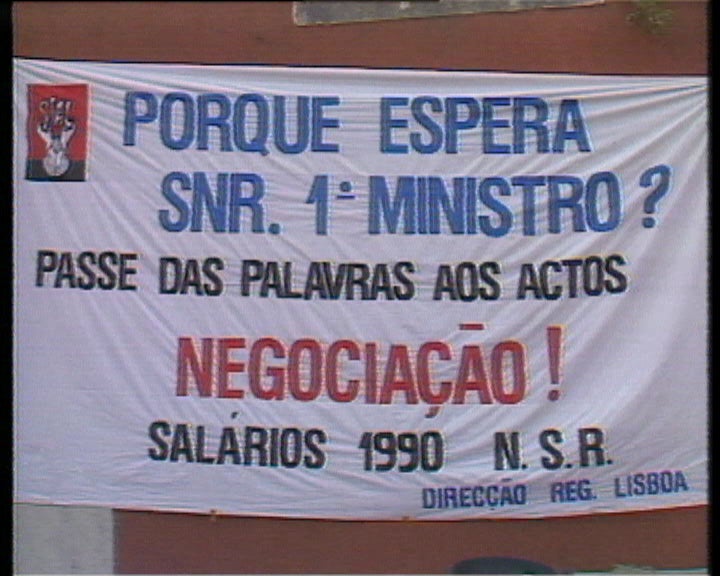 PORQUE ESPERA
SNR. 1º MINISTRO?
PASSE DAS PALAVRAS AOS ACTOS
NEGOCIAÇÃO!
SALÁRIOS 1990 N.S.R.
DIRECÇÃO REG. LISBOA